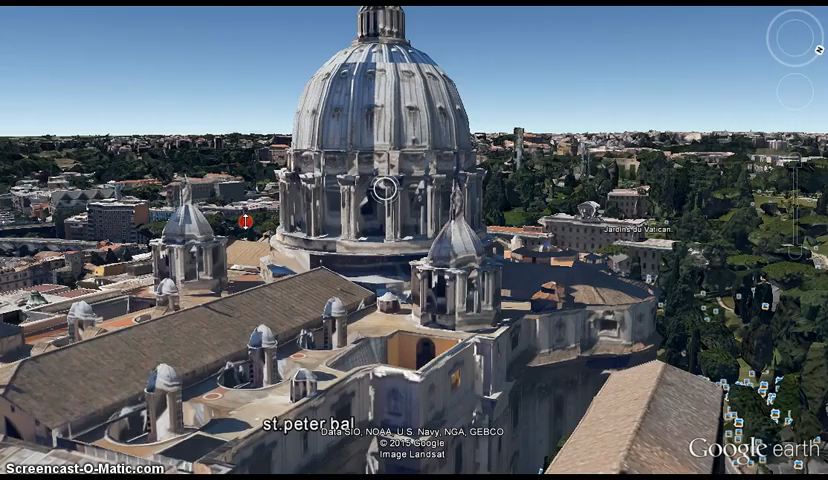 N
Jardins du Vatican
st.peter bal
Data SIO, NOAA, U.S. Navy, NGA, GEBCO
© 2015 Google
Image Landsat
Google earth
Screencast-O-Matic.com